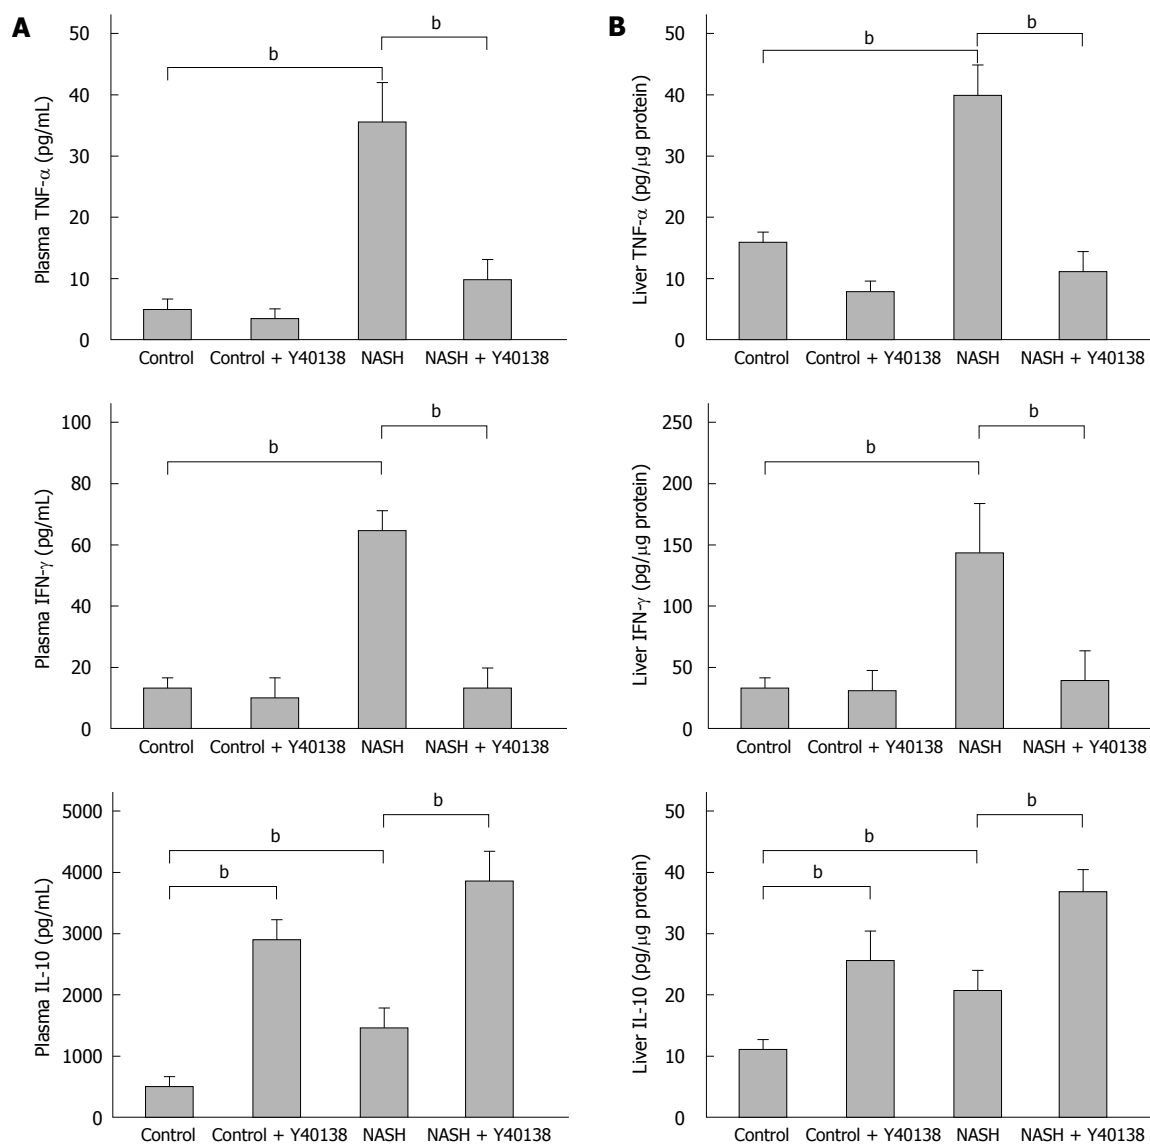 A
Plasma TNF-α (pg/mL)
50
40
30
20
10
0
b
b
Control Control + Y40138 NASH NASH + Y40138
B
Liver TNF-α (pg/μg protein)
50
40
30
20
10
0
b
b
Control Control + Y40138 NASH NASH + Y40138
Plasma IFN-γ (pg/mL)
100
80
60
40
20
0
b
b
Control Control + Y40138 NASH NASH + Y40138
Liver IFN-γ (pg/μg protein)
250
200
150
100
50
0
b
b
Control Control + Y40138 NASH NASH + Y40138
Plasma IL-10 (pg/mL)
5000
4000
3000
2000
1000
0
b
b
b
Control Control + Y40138 NASH NASH + Y40138
Liver IL-10 (pg/μg protein)
50
40
30
20
10
0
b
b
b
Control Control + Y40138 NASH NASH + Y40138